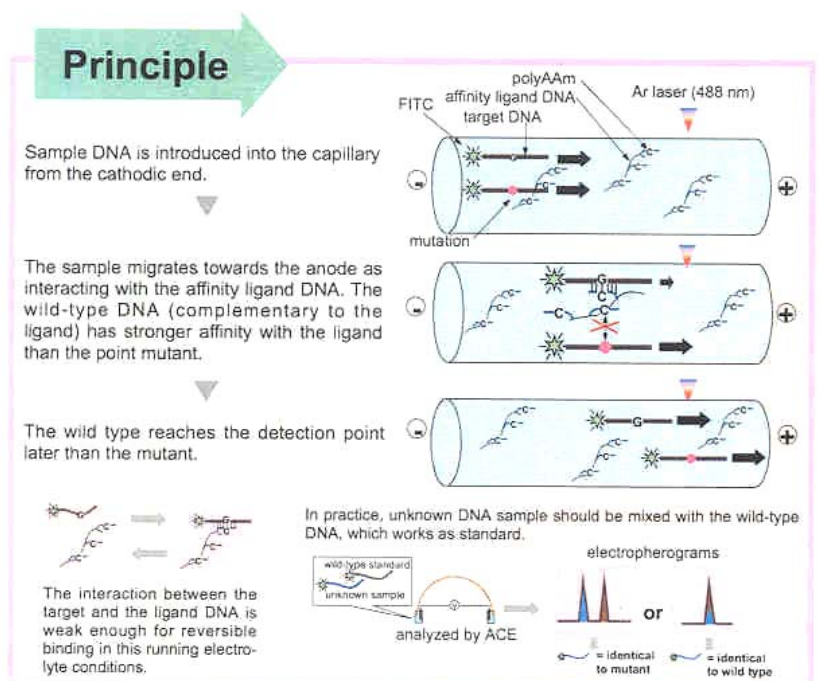 Principle
Sample DNA is introduced into the capillary
from the cathodic end.
FITC
polyAAm
affinity ligand DNA
target DNA
Ar laser (488 nm)
mutation
-
+
C
C
C
The sample migrates towards the anode as
interacting with the affinity ligand DNA. The
wild-type DNA (complementary to the
ligand) has stronger affinity with the ligand
than the point mutant.
-
+
G
C
C
C
The wild type reaches the detection point
later than the mutant.
-
+
G
C
C
G
The interaction between the
target and the ligand DNA is
weak enough for reversible
binding in this running electro-
lyte conditions.
In practice, unknown DNA sample should be mixed with the wild-type
DNA, which works as standard.
wild-type standard
unknown sample
analyzed by ACE
electropherograms
or
= identical
to mutant
= identical
to wild type